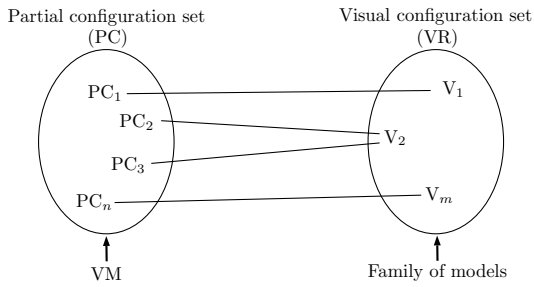 Partial configuration set
(PC)
Visual configuration set
(VR)
PC₁
V₁
PC₂
V₂
PC₃
PCₙ
Vₘ
VM
Family of models